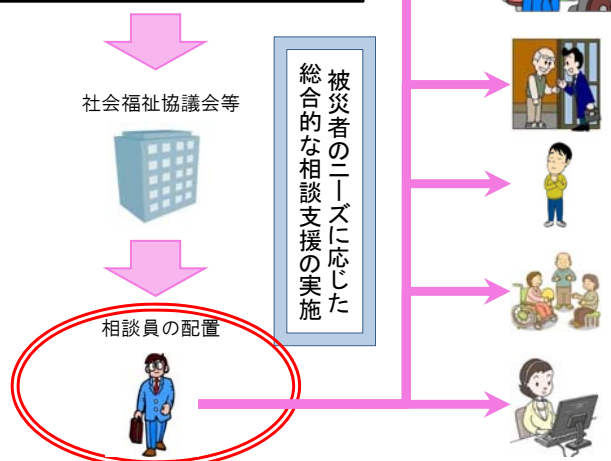 社会福祉協議会等
被災者のニーズに応じた
総合的な相談支援の実施
相談員の配置